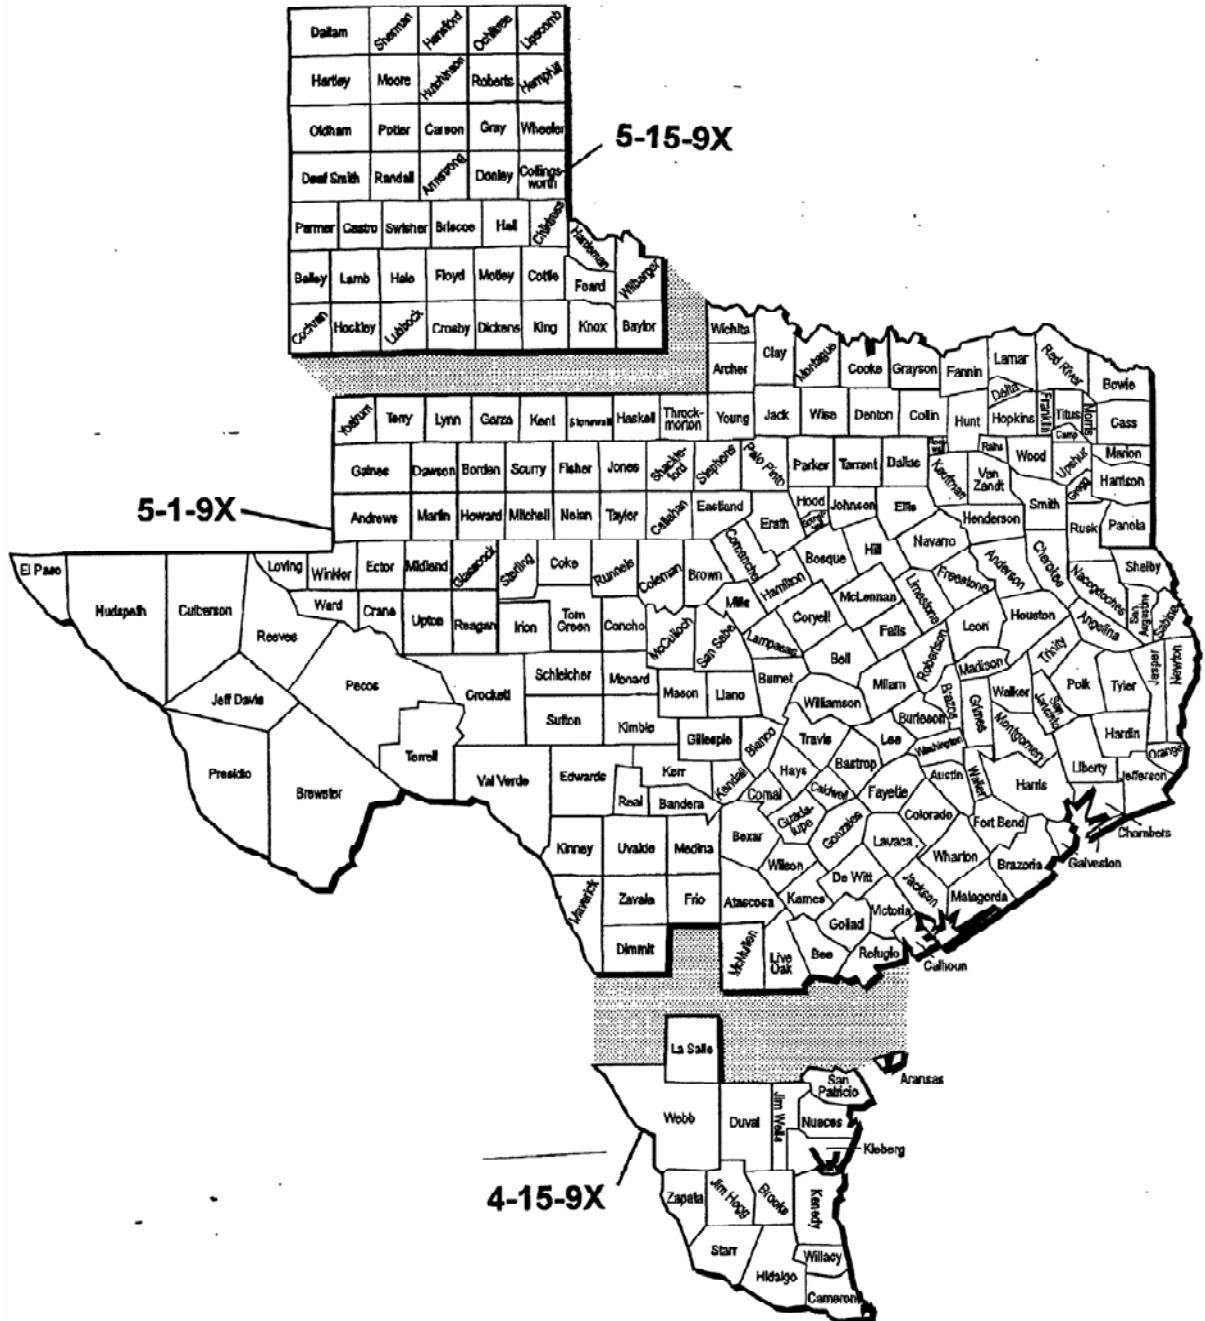 Dallam Sherman Hansford Ochiltree Lipscomb
Hartley Moore Hutchinson Roberts Hemphill
Oldham Potter Carson Gray Wheeler
5-15-9X
Deaf Smith Randall Armstrong Donley Collings-
worth
Parmer Castro Swisher Briscoe Hall Childress Hardeman
Bailey Lamb Hale Floyd Motley Cottle Foard Wilbarger
Cochran Hockley Lubbock Crosby Dickens King Knox Baylor
Wichita Clay Montague Cooke Grayson Fannin Lamar Red River Bowie
Archer Delta
Yoakum Terry Lynn Garza Kent Stonewall Haskell Throck-
morton Young Jack Wise Denton Collin Hunt Hopkins Franklin Titus Morris Cass
Camp
Gaines Dawson Borden Scurry Fisher Jones Shackle-
ford Stephens Palo Pinto Parker Tarrant Dallas Kaufman Rains Van
Zandt Wood Upshur Marion
Gregg Harrison
5-1-9X
Andrews Martin Howard Mitchell Nolan Taylor Callahan Eastland Erath Hood Johnson Ellis Henderson Smith Rusk Panola
El Paso Hudspath Culberson Loving Winkler Ector Midland Glasscock Sterling Coke Runnels Coleman Brown Comanche Bosque Hill Navarro Anderson Cherokee Nacogdoches Shelby
Hamilton Freestone San
Augustine Sabine
Reeves Ward Crane Upton Reagan Irion Tom
Green Concho McCulloch San Saba Mills Lampasas Coryell McLennan Limestone Falls Leon Houston Angelina
Trinity
Jeff Davis Pecos Crockett Schleicher Menard Mason Llano Burnet Bell Milam Robertson Madison Walker San
Jacinto Polk Tyler Jasper Newton
Sutton Kimble Williamson Burleson Brazos Grimes Montgomery Hardin
Presidio Brewster Terrell Val Verde Edwards Kerr Gillespie Blanco Travis Lee Washington Liberty Orange
Real Bandera Kendall Hays Bastrop Austin Waller Harris Jefferson
Comal Caldwell Fayette
Chambers
Guada-
lupe Gonzales Colorado Fort Bend
Kinney Uvalde Medina Bexar Lavaca Galveston
Wilson Wharton Brazoria
Maverick Zavala Frio Atascosa Karnes De Witt Jackson Matagorda
Goliad Victoria
Dimmit McMullen Live
Oak Bee Refugio Calhoun
La Salle
Aransas
San
Patricio
Webb Duval Jim Wells Nueces
Kleberg
4-15-9X
Zapata Jim Hogg Brooks Kenedy
Starr Willacy
Hidalgo
Cameron